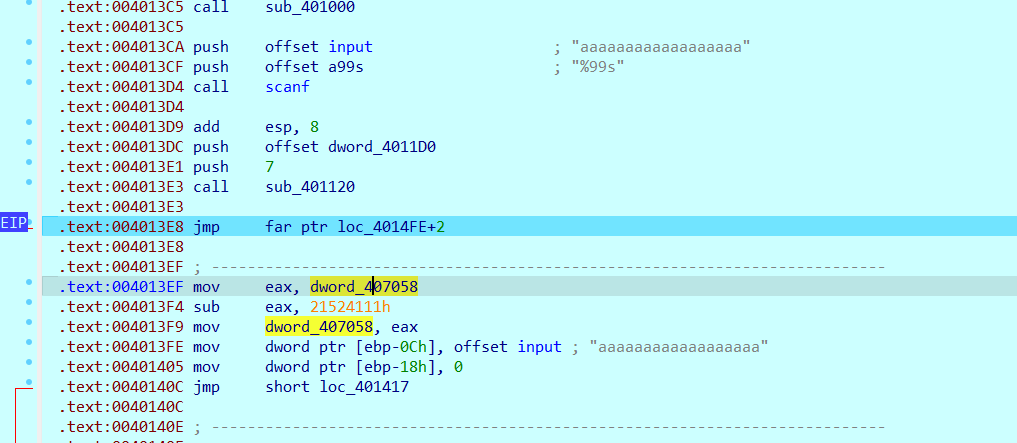 .text:004013C5 call sub_401000
.text:004013C5
.text:004013CA push offset input ; "aaaaaaaaaaaaaaaaaa"
.text:004013CF push offset a99s ; "%99s"
.text:004013D4 call scanf
.text:004013D4
.text:004013D9 add esp, 8
.text:004013DC push offset dword_4011D0
.text:004013E1 push 7
.text:004013E3 call sub_401120
.text:004013E3
EIP .text:004013E8 jmp far ptr loc_4014FE+2
.text:004013E8
.text:004013EF ; ---------------------------------------------------------------------------
.text:004013EF mov eax, dword_407058
.text:004013F4 sub eax, 21524111h
.text:004013F9 mov dword_407058, eax
.text:004013FE mov dword ptr [ebp-0Ch], offset input ; "aaaaaaaaaaaaaaaaaa"
.text:00401405 mov dword ptr [ebp-18h], 0
.text:0040140C jmp short loc_401417
.text:0040140C
.text:0040140E ; ---------------------------------------------------------------------------